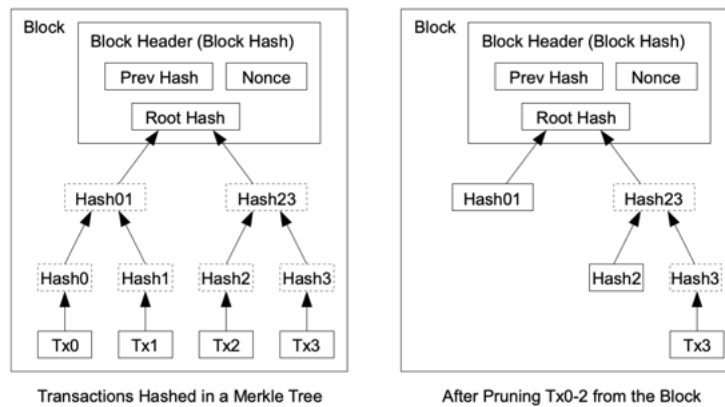 Block
Block Header (Block Hash)
Prev Hash
Nonce
Root Hash
Hash01
Hash23
Hash0
Hash1
Hash2
Hash3
Tx0
Tx1
Tx2
Tx3
Transactions Hashed in a Merkle Tree
Block
Block Header (Block Hash)
Prev Hash
Nonce
Root Hash
Hash01
Hash23
Hash2
Hash3
Tx3
After Pruning Tx0-2 from the Block